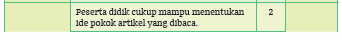 Peserta didik cukup mampu menentukan 2
ide pokok artikel yang dibaca.